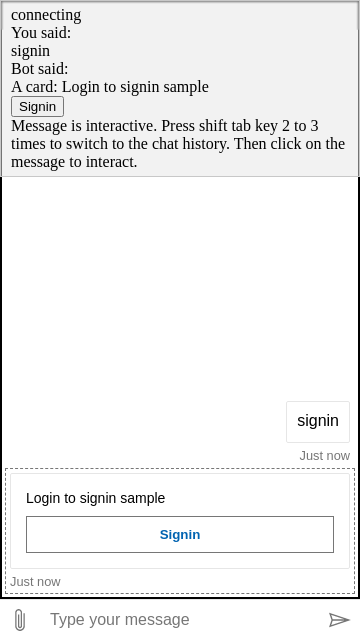 connecting
You said:
signin
Bot said:
A card: Login to signin sample
Signin
Message is interactive. Press shift tab key 2 to 3
times to switch to the chat history. Then click on the
message to interact.
signin
Just now
Login to signin sample
Signin
Just now
Type your message